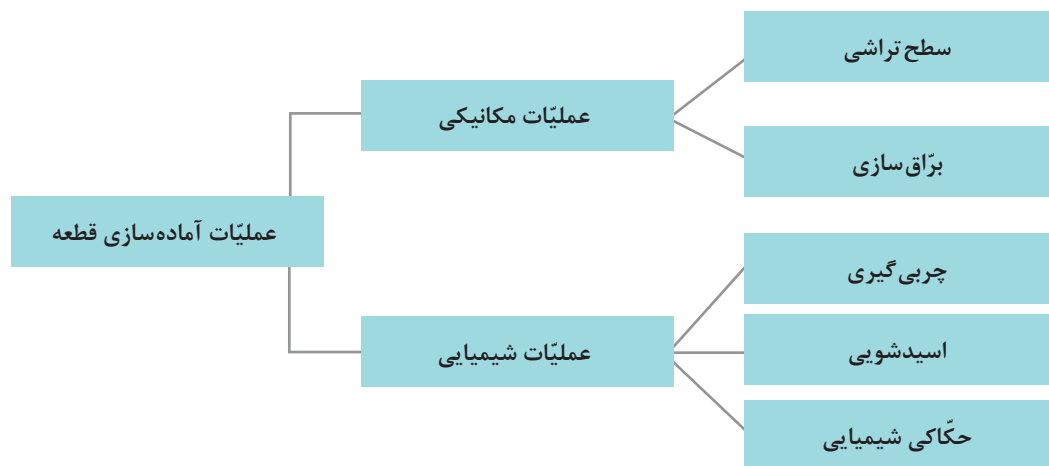 عملیّات آماده‌سازی قطعه
عملیّات مکانیکی
سطح‌تراشی
برّاق‌سازی
عملیّات شیمیایی
چربی‌گیری
اسیدشویی
حکّاکی شیمیایی